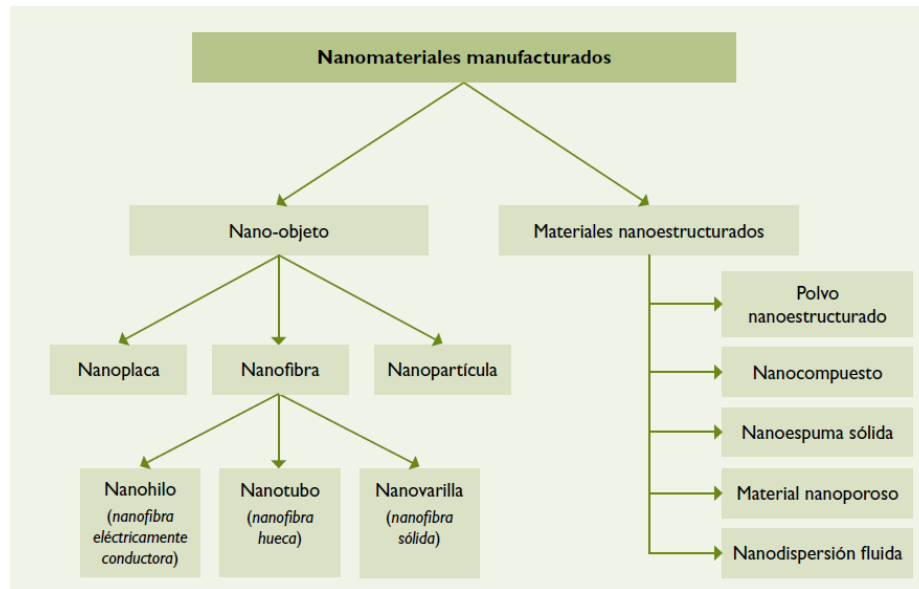 Nanomateriales manufacturados
Nano-objeto
Materiales nanoestructurados
Polvo
nanoestructurado
Nanoplaca
Nanofibra
Nanopartícula
Nanocompuesto
Nanoespuma sólida
Nanohilo
(nanofibra
eléctricamente
conductora)
Nanotubo
(nanofibra
hueca)
Nanovarilla
(nanofibra
sólida)
Material nanoporoso
Nanodispersión fluida